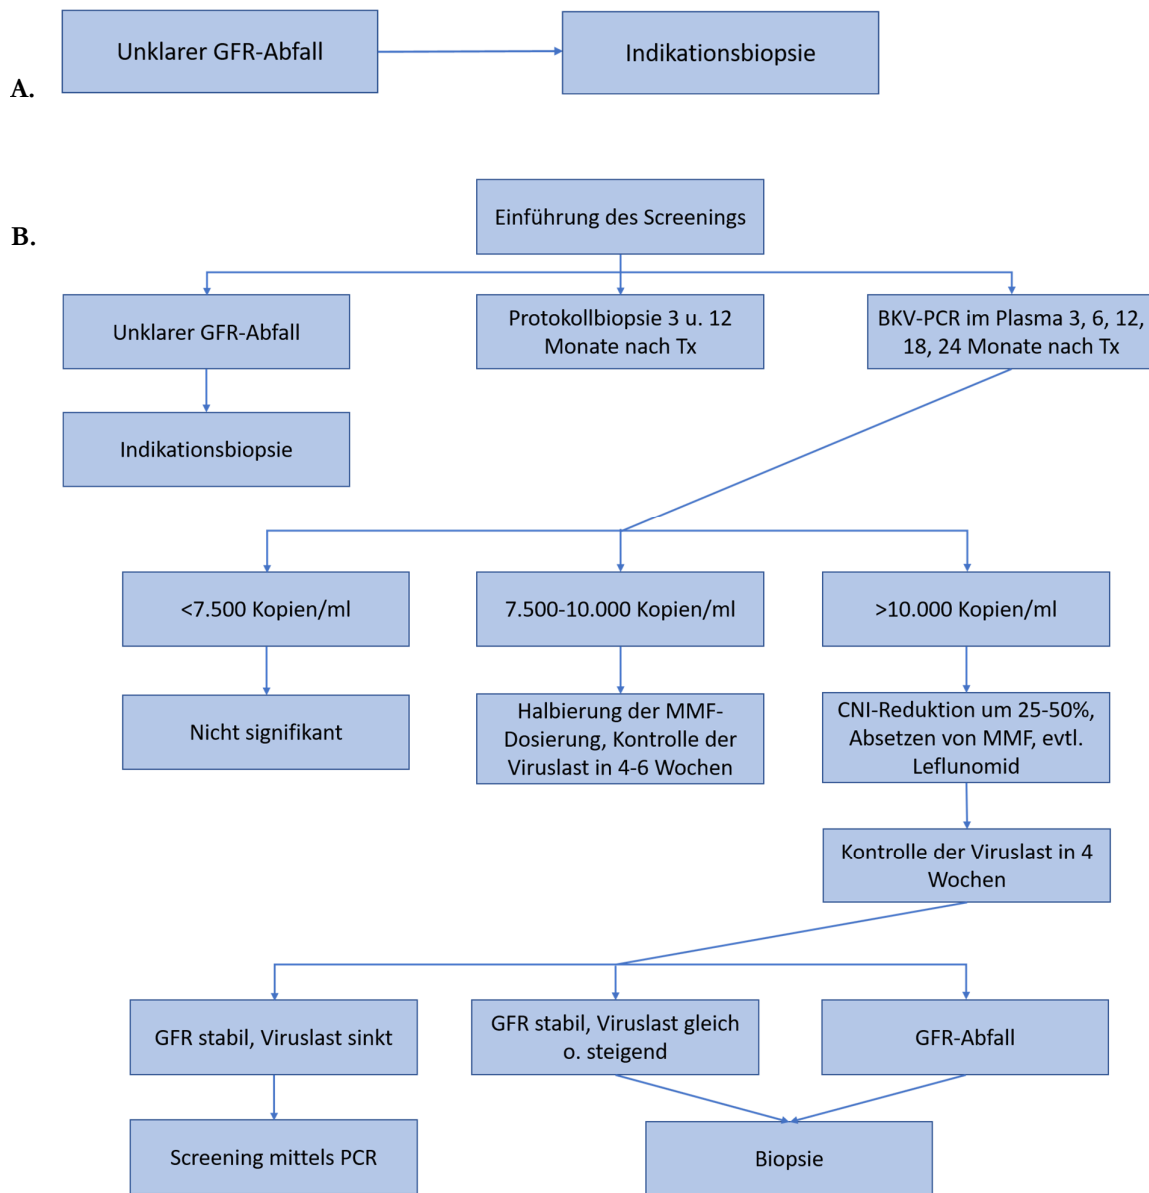 Unklarer GFR-Abfall
Indikationsbiopsie
A.
Einführung des Screenings
B.
Unklarer GFR-Abfall
Protokollbiopsie 3 u. 12
Monate nach Tx
BKV-PCR im Plasma 3, 6, 12,
18, 24 Monate nach Tx
Indikationsbiopsie
<7.500 Kopien/ml
7.500-10.000 Kopien/ml
>10.000 Kopien/ml
Nicht signifikant
Halbierung der MMF-
Dosierung, Kontrolle der
Viruslast in 4-6 Wochen
CNI-Reduktion um 25-50%,
Absetzen von MMF, evtl.
Leflunomid
Kontrolle der Viruslast in 4
Wochen
GFR stabil, Viruslast sinkt
GFR stabil, Viruslast gleich
o. steigend
GFR-Abfall
Screening mittels PCR
Biopsie